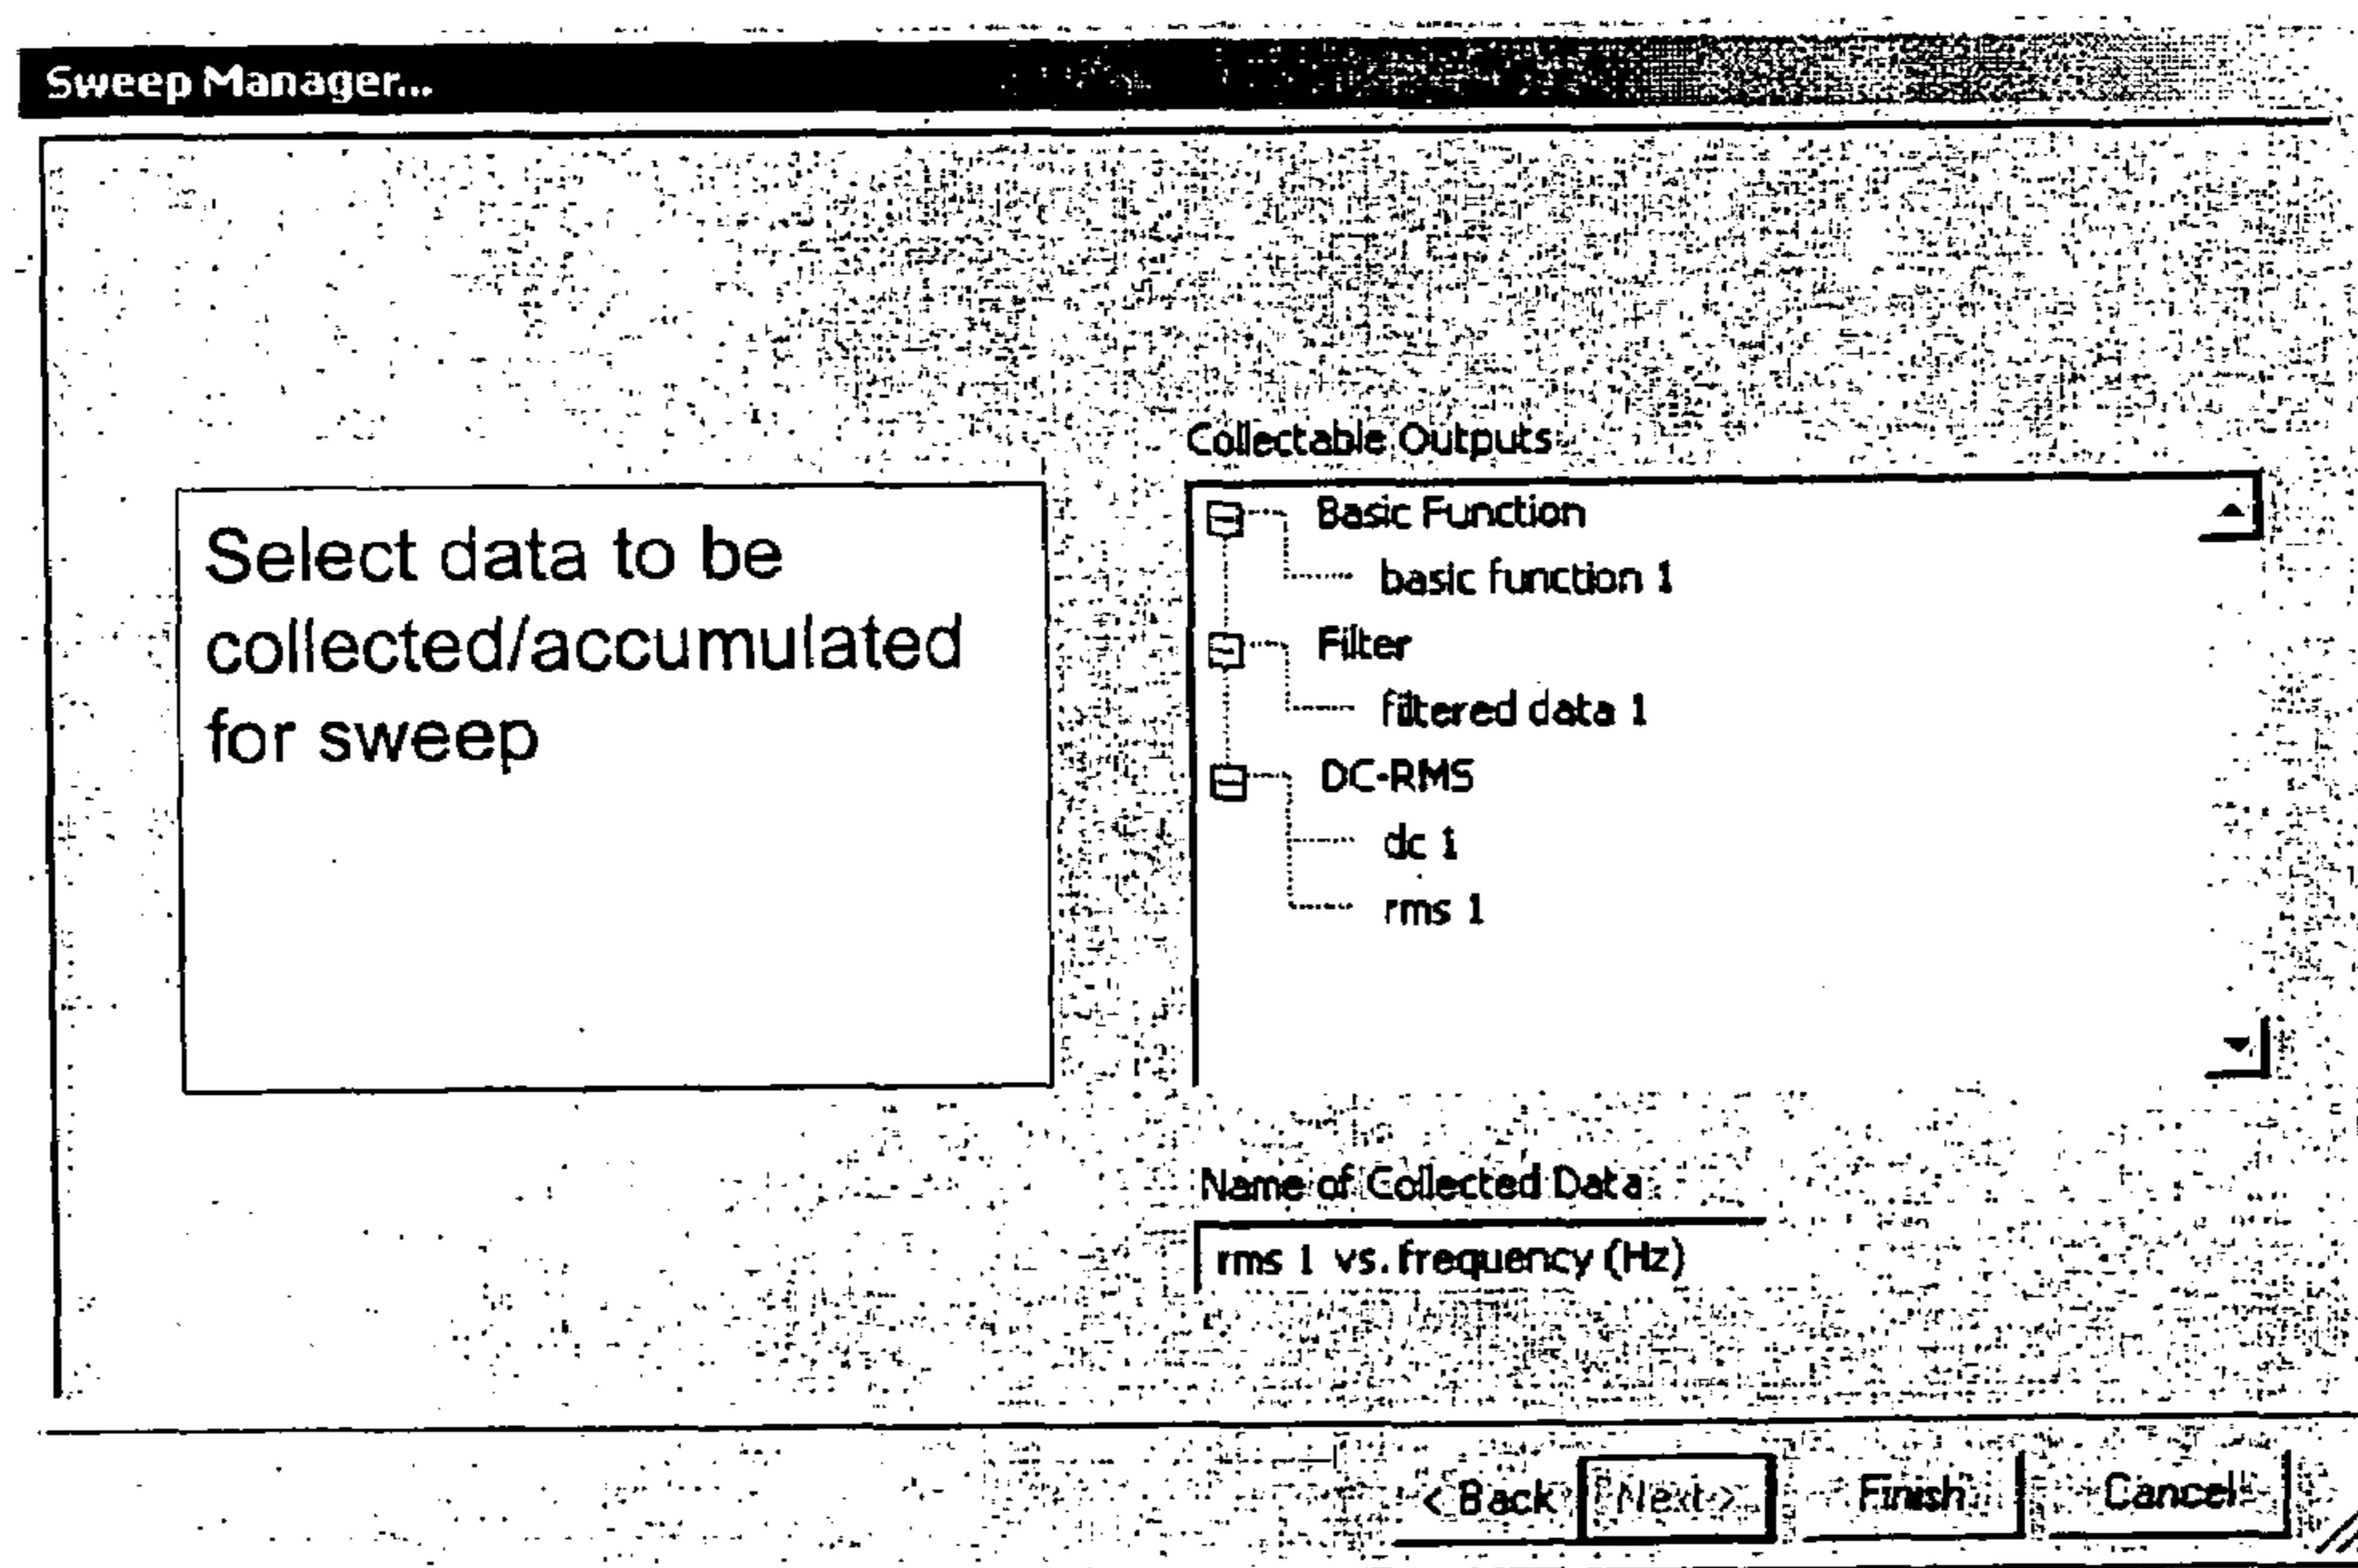 Sweep Manager...
Select data to be
collected/accumulated
for sweep
Collectable Outputs
Basic Function
basic function 1
Filter
filtered data 1
DC-RMS
dc 1
rms 1
Name of Collected Data
rms 1 vs. frequency (Hz)
< Back Next > Finish Cancel